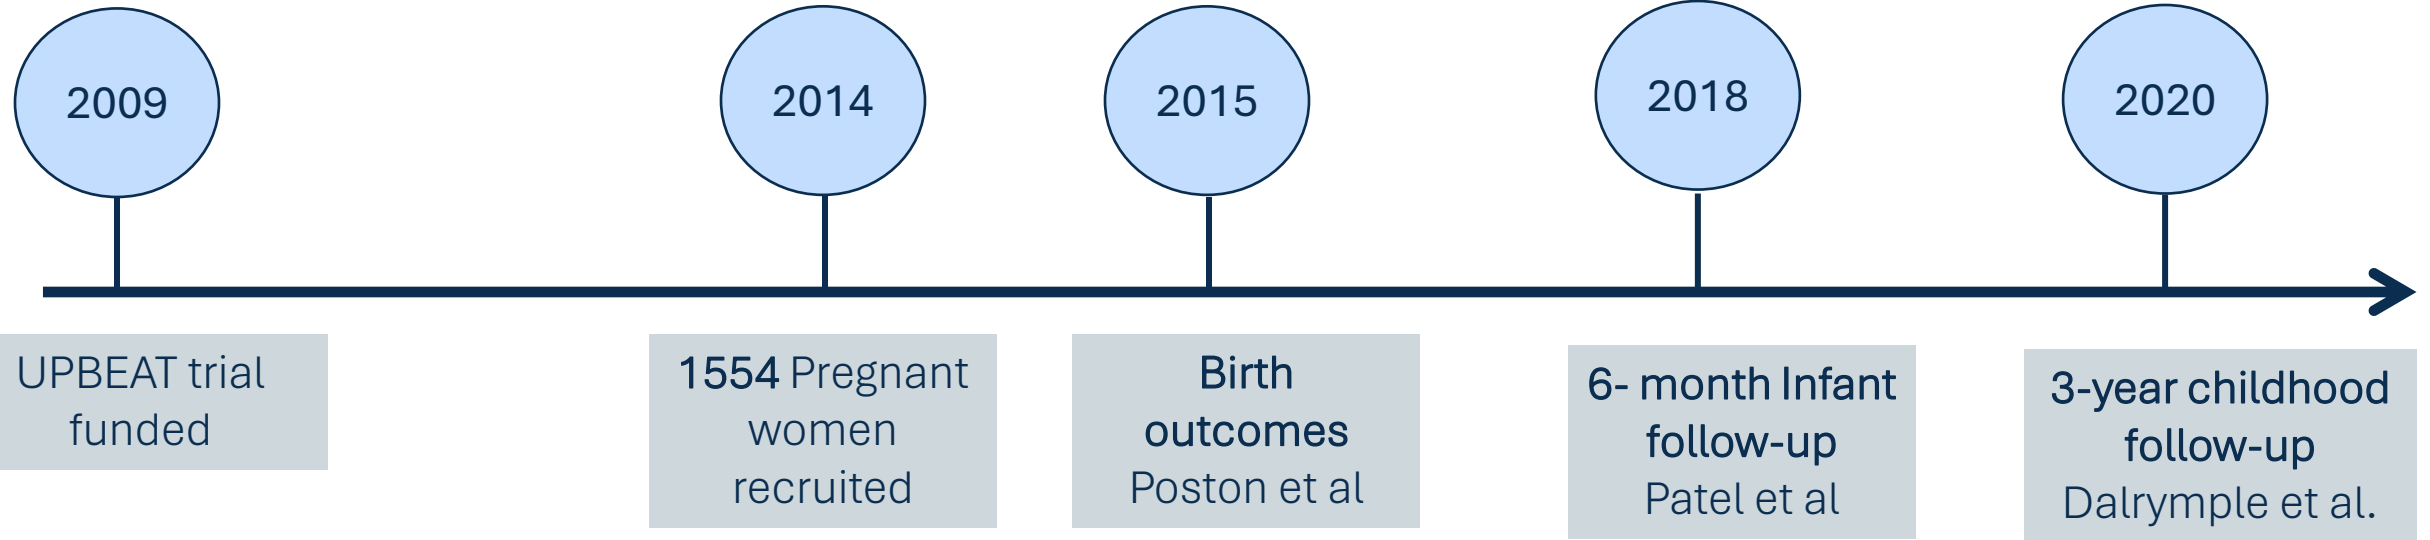 2009
2014
2015
2018
2020
UPBEAT trial
funded
1554 Pregnant
women
recruited
Birth
outcomes
Poston et al
6- month Infant
follow-up
Patel et al
3-year childhood
follow-up
Dalrymple et al.